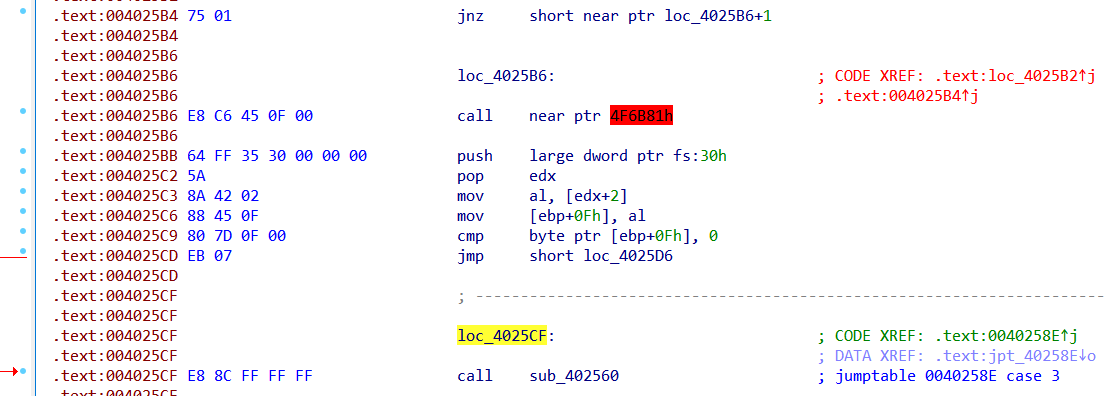 .text:004025B4 75 01 jnz short near ptr loc_4025B6+1
.text:004025B4
.text:004025B6
.text:004025B6 loc_4025B6: ; CODE XREF: .text:loc_4025B2↑j
.text:004025B6 ; .text:004025B4↑j
.text:004025B6 E8 C6 45 0F 00 call near ptr 4F6B81h
.text:004025B6
.text:004025BB 64 FF 35 30 00 00 00 push large dword ptr fs:30h
.text:004025C2 5A pop edx
.text:004025C3 8A 42 02 mov al, [edx+2]
.text:004025C6 88 45 0F mov [ebp+0Fh], al
.text:004025C9 80 7D 0F 00 cmp byte ptr [ebp+0Fh], 0
.text:004025CD EB 07 jmp short loc_4025D6
.text:004025CD
.text:004025CF ; ----------------------------------------------------------------------
.text:004025CF
.text:004025CF loc_4025CF: ; CODE XREF: .text:0040258E↑j
.text:004025CF ; DATA XREF: .text:jpt_40258E↓o
.text:004025CF E8 8C FF FF FF call sub_402560 ; jumptable 0040258E case 3